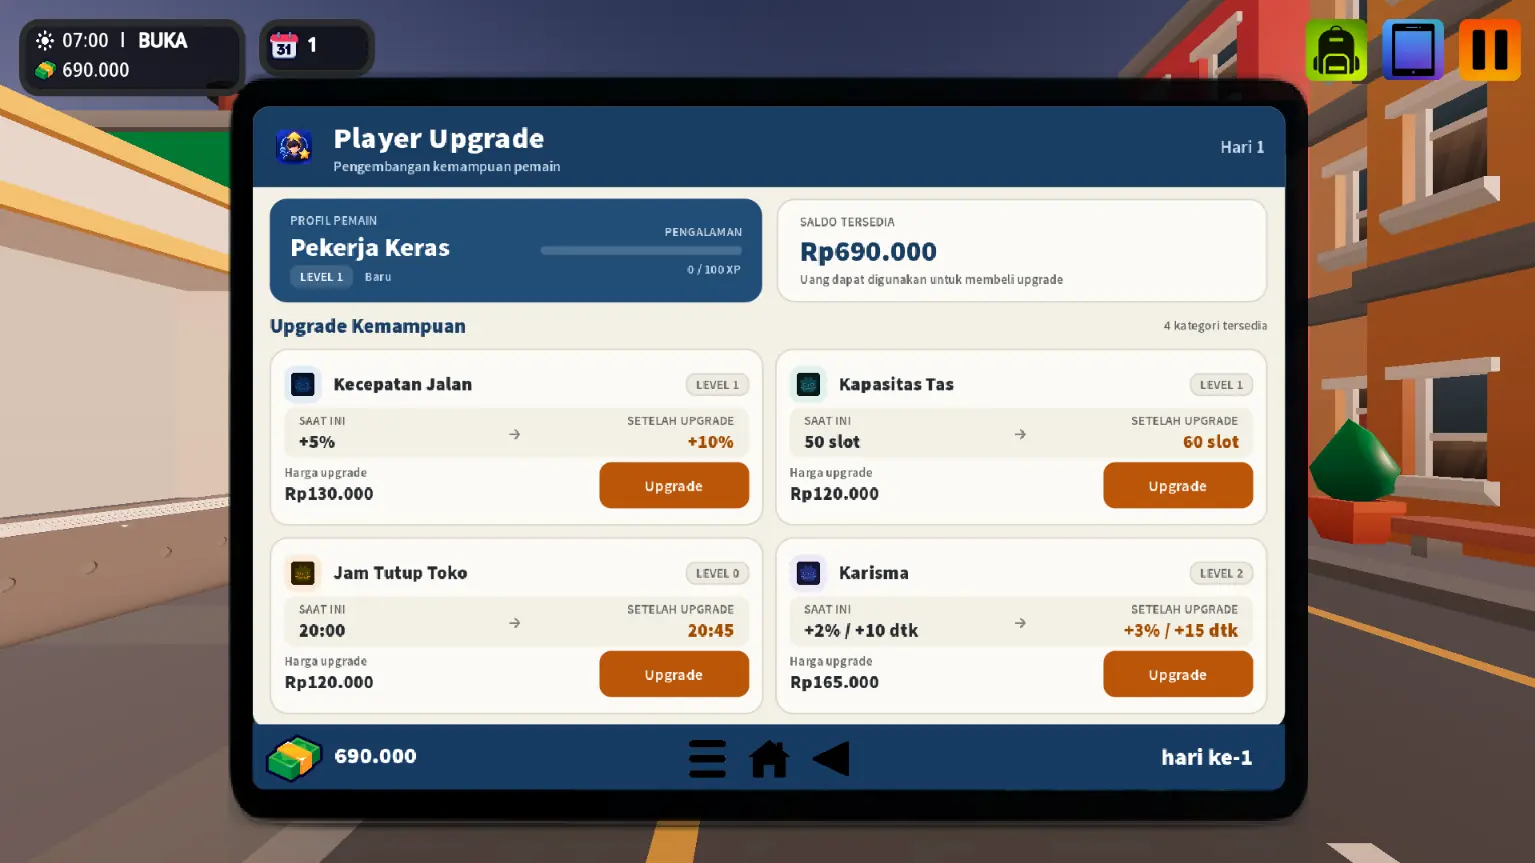 07:00 | BUKA
690.000
31
1
Player Upgrade
Pengembangan kemampuan pemain
Hari 1
PROFIL PEMAIN
Pekerja Keras
LEVEL 1 Baru
PENGALAMAN
0 / 100 XP
SALDO TERSEDIA
Rp690.000
Uang dapat digunakan untuk membeli upgrade
Upgrade Kemampuan
4 kategori tersedia
Kecepatan Jalan
LEVEL 1
SAAT INI
+5%
→
SETELAH UPGRADE
+10%
Harga upgrade
Rp130.000
Upgrade
Kapasitas Tas
LEVEL 1
SAAT INI
50 slot
→
SETELAH UPGRADE
60 slot
Harga upgrade
Rp120.000
Upgrade
Jam Tutup Toko
LEVEL 0
SAAT INI
20:00
→
SETELAH UPGRADE
20:45
Harga upgrade
Rp120.000
Upgrade
Karisma
LEVEL 2
SAAT INI
+2% / +10 dtk
→
SETELAH UPGRADE
+3% / +15 dtk
Harga upgrade
Rp165.000
Upgrade
690.000
hari ke-1